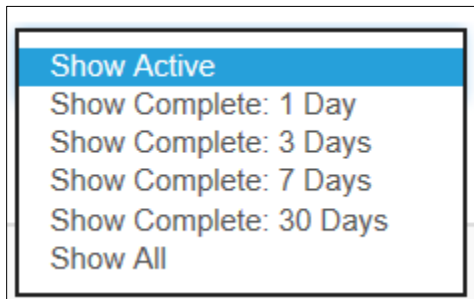 Show Active
Show Complete: 1 Day
Show Complete: 3 Days
Show Complete: 7 Days
Show Complete: 30 Days
Show All